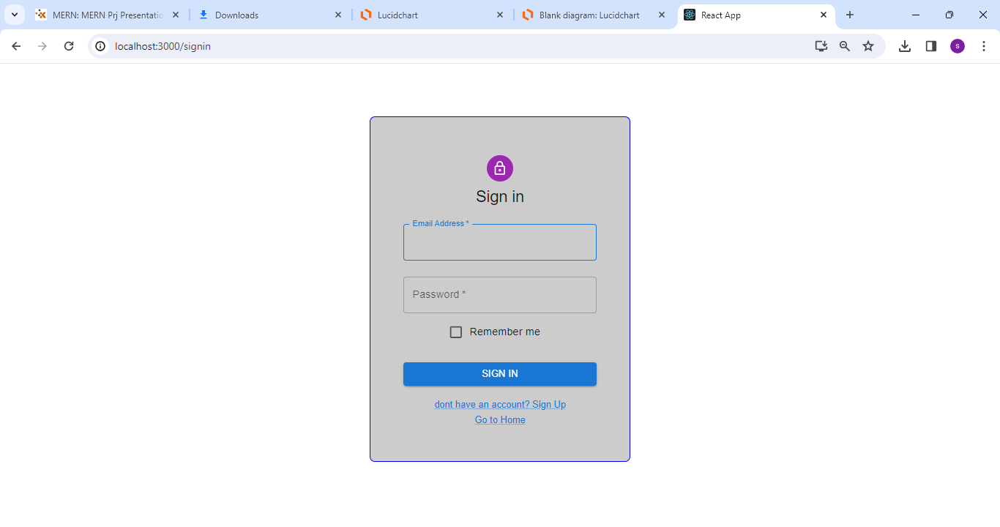 MERN: MERN Prj Presentatic
Downloads
Lucidchart
Blank diagram: Lucidchart
React App
localhost:3000/signin
s
Sign in
Email Address *
Password *
Remember me
SIGN IN
dont have an account? Sign Up
Go to Home